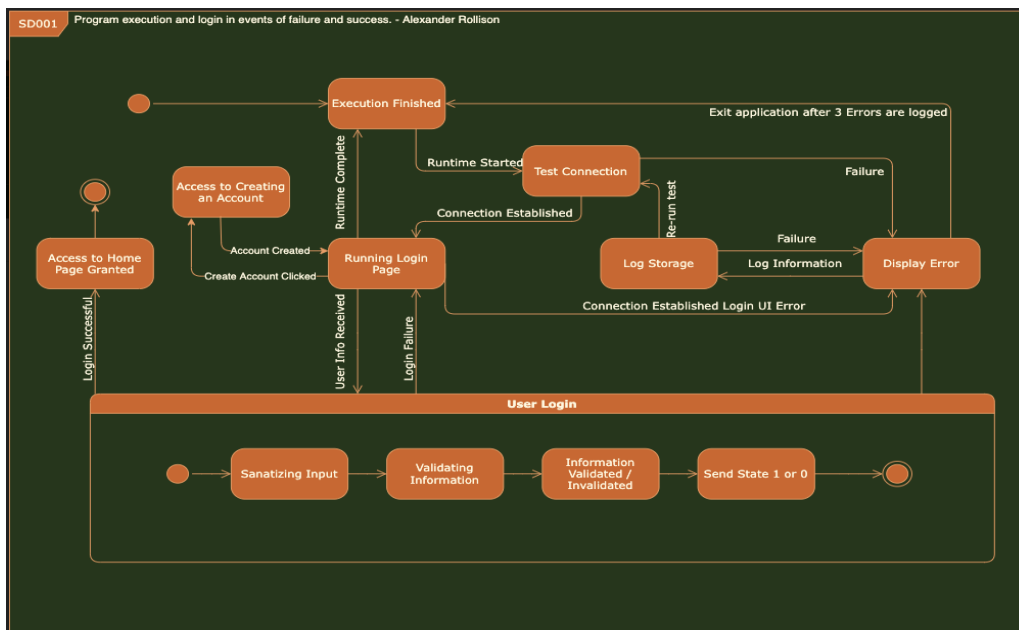 SD001
Program execution and login in events of failure and success. - Alexander Rollison
Execution Finished
Exit application after 3 Errors are logged
Runtime Complete
Runtime Started
Test Connection
Failure
Access to Creating
an Account
Connection Established
Re-run test
Account Created
Create Account Clicked
Running Login
Page
Access to Home
Page Granted
Log Storage
Failure
Log Information
Display Error
Connection Established Login UI Error
Login Successful
User Info Received
Login Failure
User Login
Sanatizing Input
Validating
Information
Information
Validated /
Invalidated
Send State 1 or 0